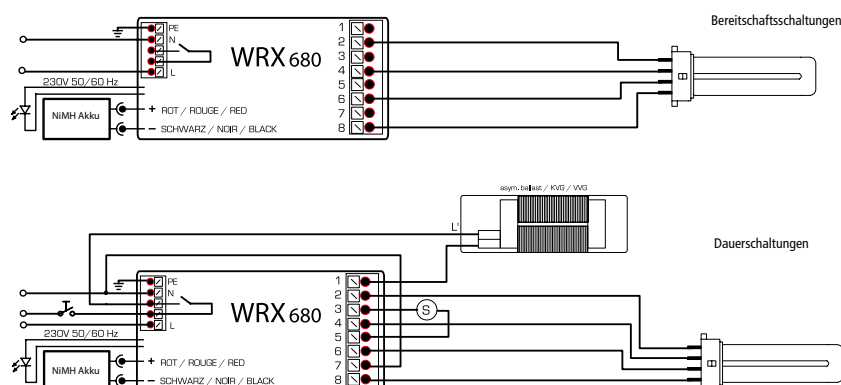 Bereitschaftsschaltungen
PE
N
L
WRX 680
1
2
3
4
5
6
7
8
230V 50/60 Hz
NiMH Akku
+ ROT / ROUGE / RED
– SCHWARZ / NOIR / BLACK
asym. ballast / KVG / VVG
L'
Dauerschaltungen
PE
N
L
WRX 680
1
2
3
S
4
5
6
7
8
230V 50/60 Hz
NiMH Akku
+ ROT / ROUGE / RED
– SCHWARZ / NOIR / BLACK